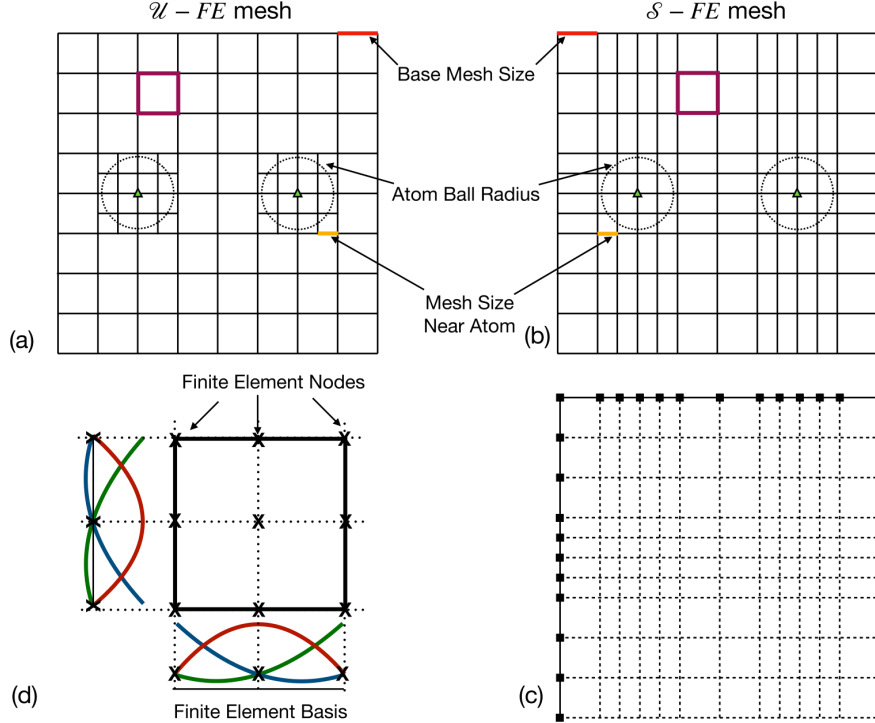 𝒰 – FE mesh
𝒮 – FE mesh
Base Mesh Size
Atom Ball Radius
Mesh Size
Near Atom
(a)
(b)
Finite Element Nodes
X X X
X X X
X X X
X X X
(d)
Finite Element Basis
(c)